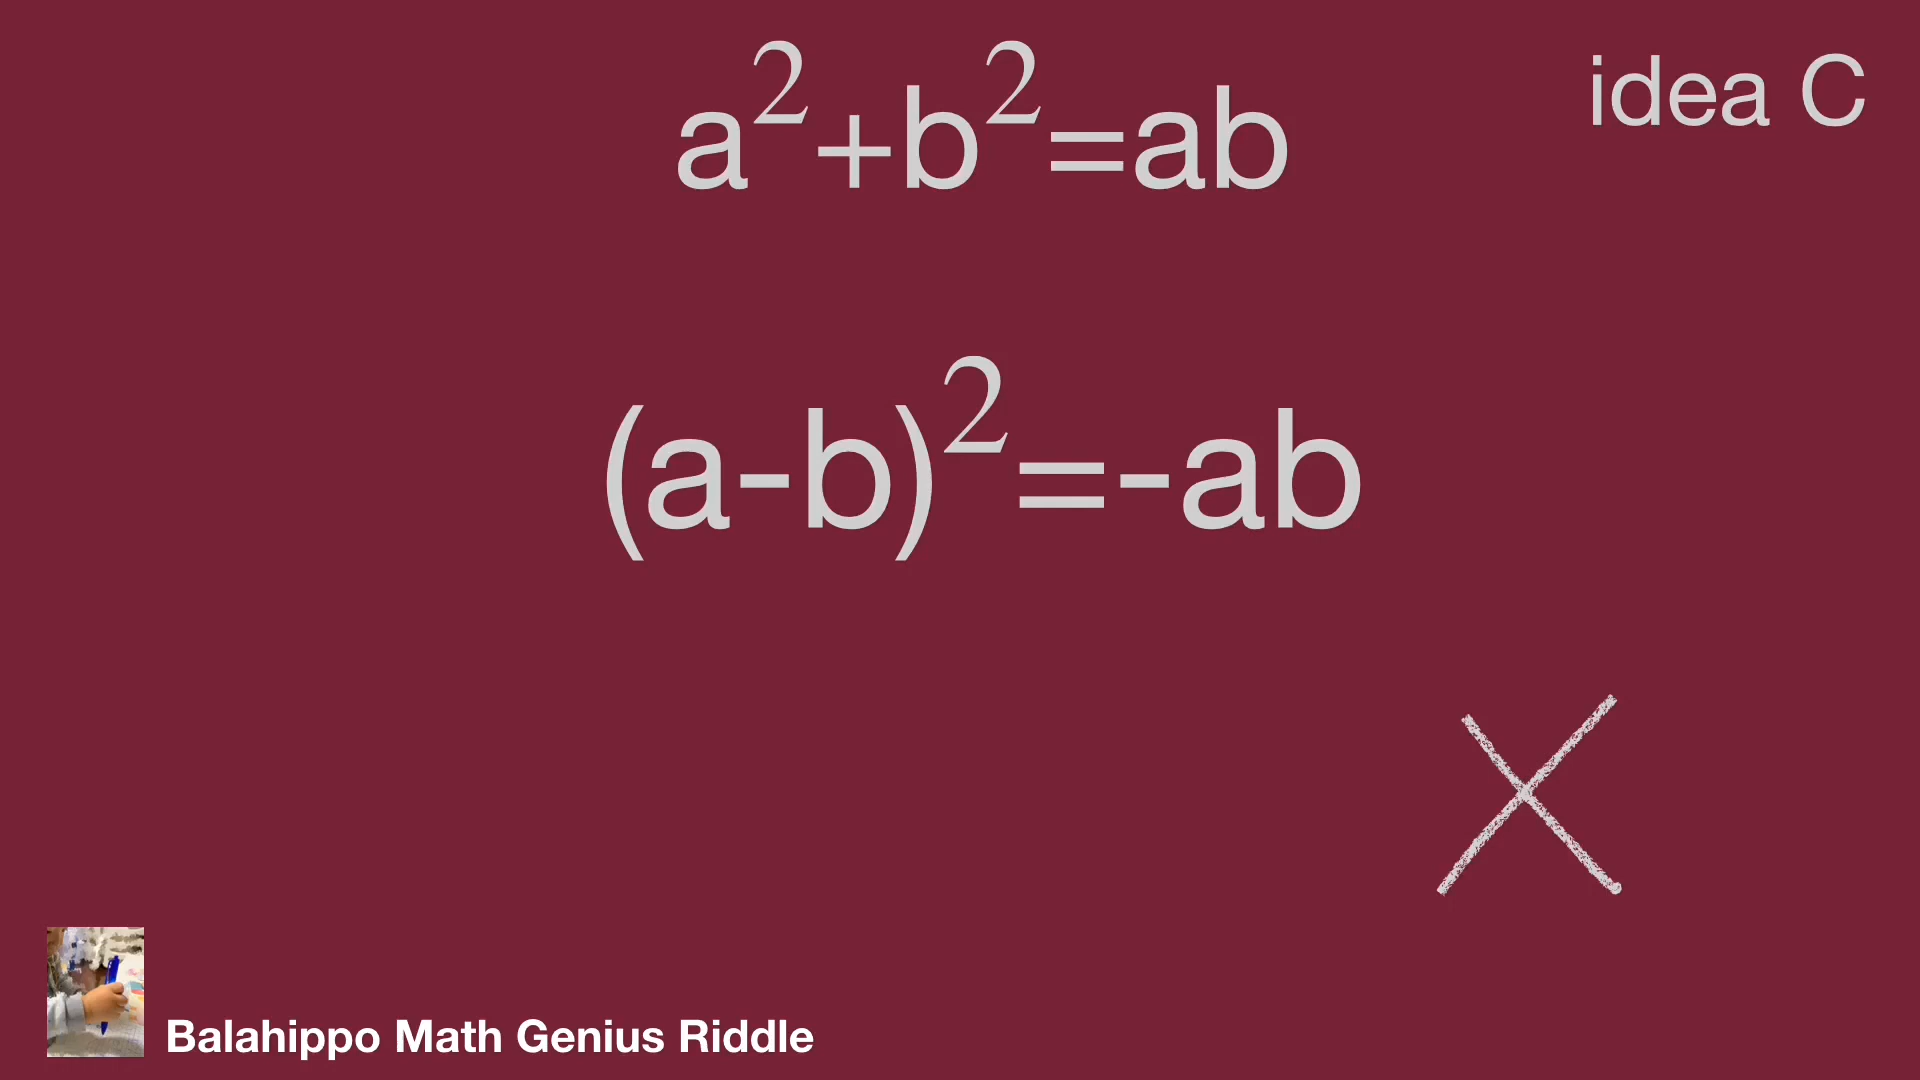 a²+b²=ab
idea C
(a-b)²=-ab
Balahippo Math Genius Riddle